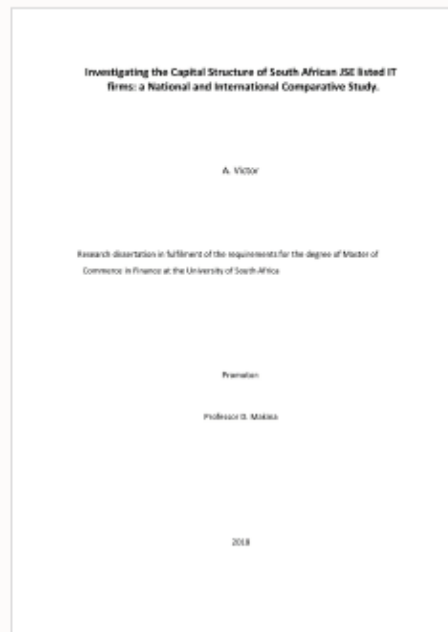 Investigating the Capital Structure of South African JSE listed IT
firms: a National and International Comparative Study.
A. Victor
Research dissertation in fulfilment of the requirements for the degree of Master of
Commerce in Finance at the University of South Africa
Promoter:
Professor D. Makina
2018